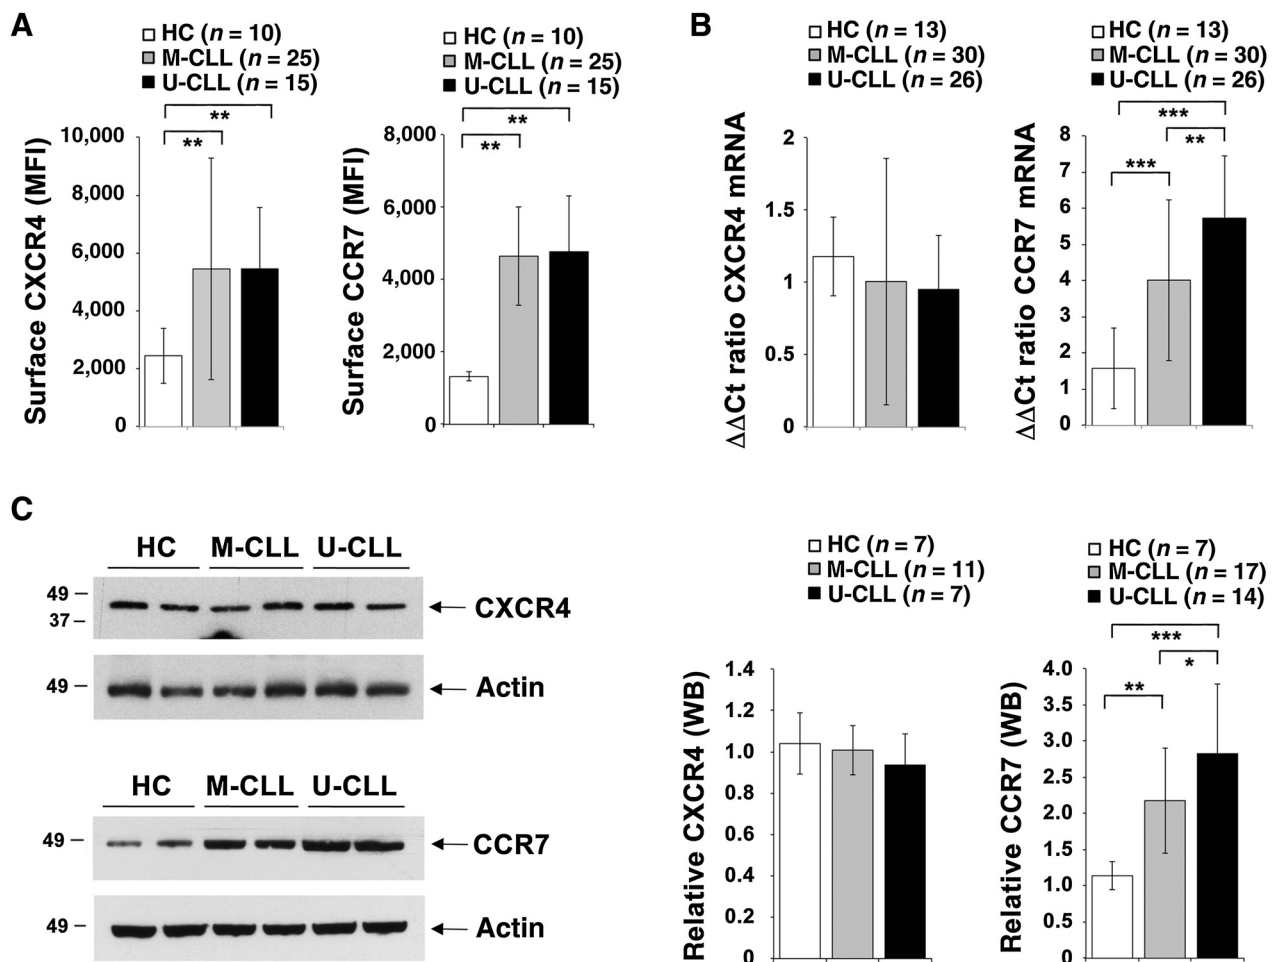 A
HC (n = 10)
M-CLL (n = 25)
U-CLL (n = 15)
**
**
Surface CXCR4 (MFI)
10,000
8,000
6,000
4,000
2,000
0
HC (n = 10)
M-CLL (n = 25)
U-CLL (n = 15)
**
**
Surface CCR7 (MFI)
8,000
6,000
4,000
2,000
0
B
HC (n = 13)
M-CLL (n = 30)
U-CLL (n = 26)
ΔΔCt ratio CXCR4 mRNA
2
1.5
1
0.5
0
HC (n = 13)
M-CLL (n = 30)
U-CLL (n = 26)
***
**
***
ΔΔCt ratio CCR7 mRNA
8
7
6
5
4
3
2
1
0
C
HC M-CLL U-CLL
49
37
CXCR4
49
Actin
HC M-CLL U-CLL
49
CCR7
49
Actin
HC (n = 7)
M-CLL (n = 11)
U-CLL (n = 7)
Relative CXCR4 (WB)
1.4
1.2
1.0
0.8
0.6
0.4
0.2
0
HC (n = 7)
M-CLL (n = 17)
U-CLL (n = 14)
***
*
**
Relative CCR7 (WB)
4.0
3.5
3.0
2.5
2.0
1.5
1.0
0.5
0